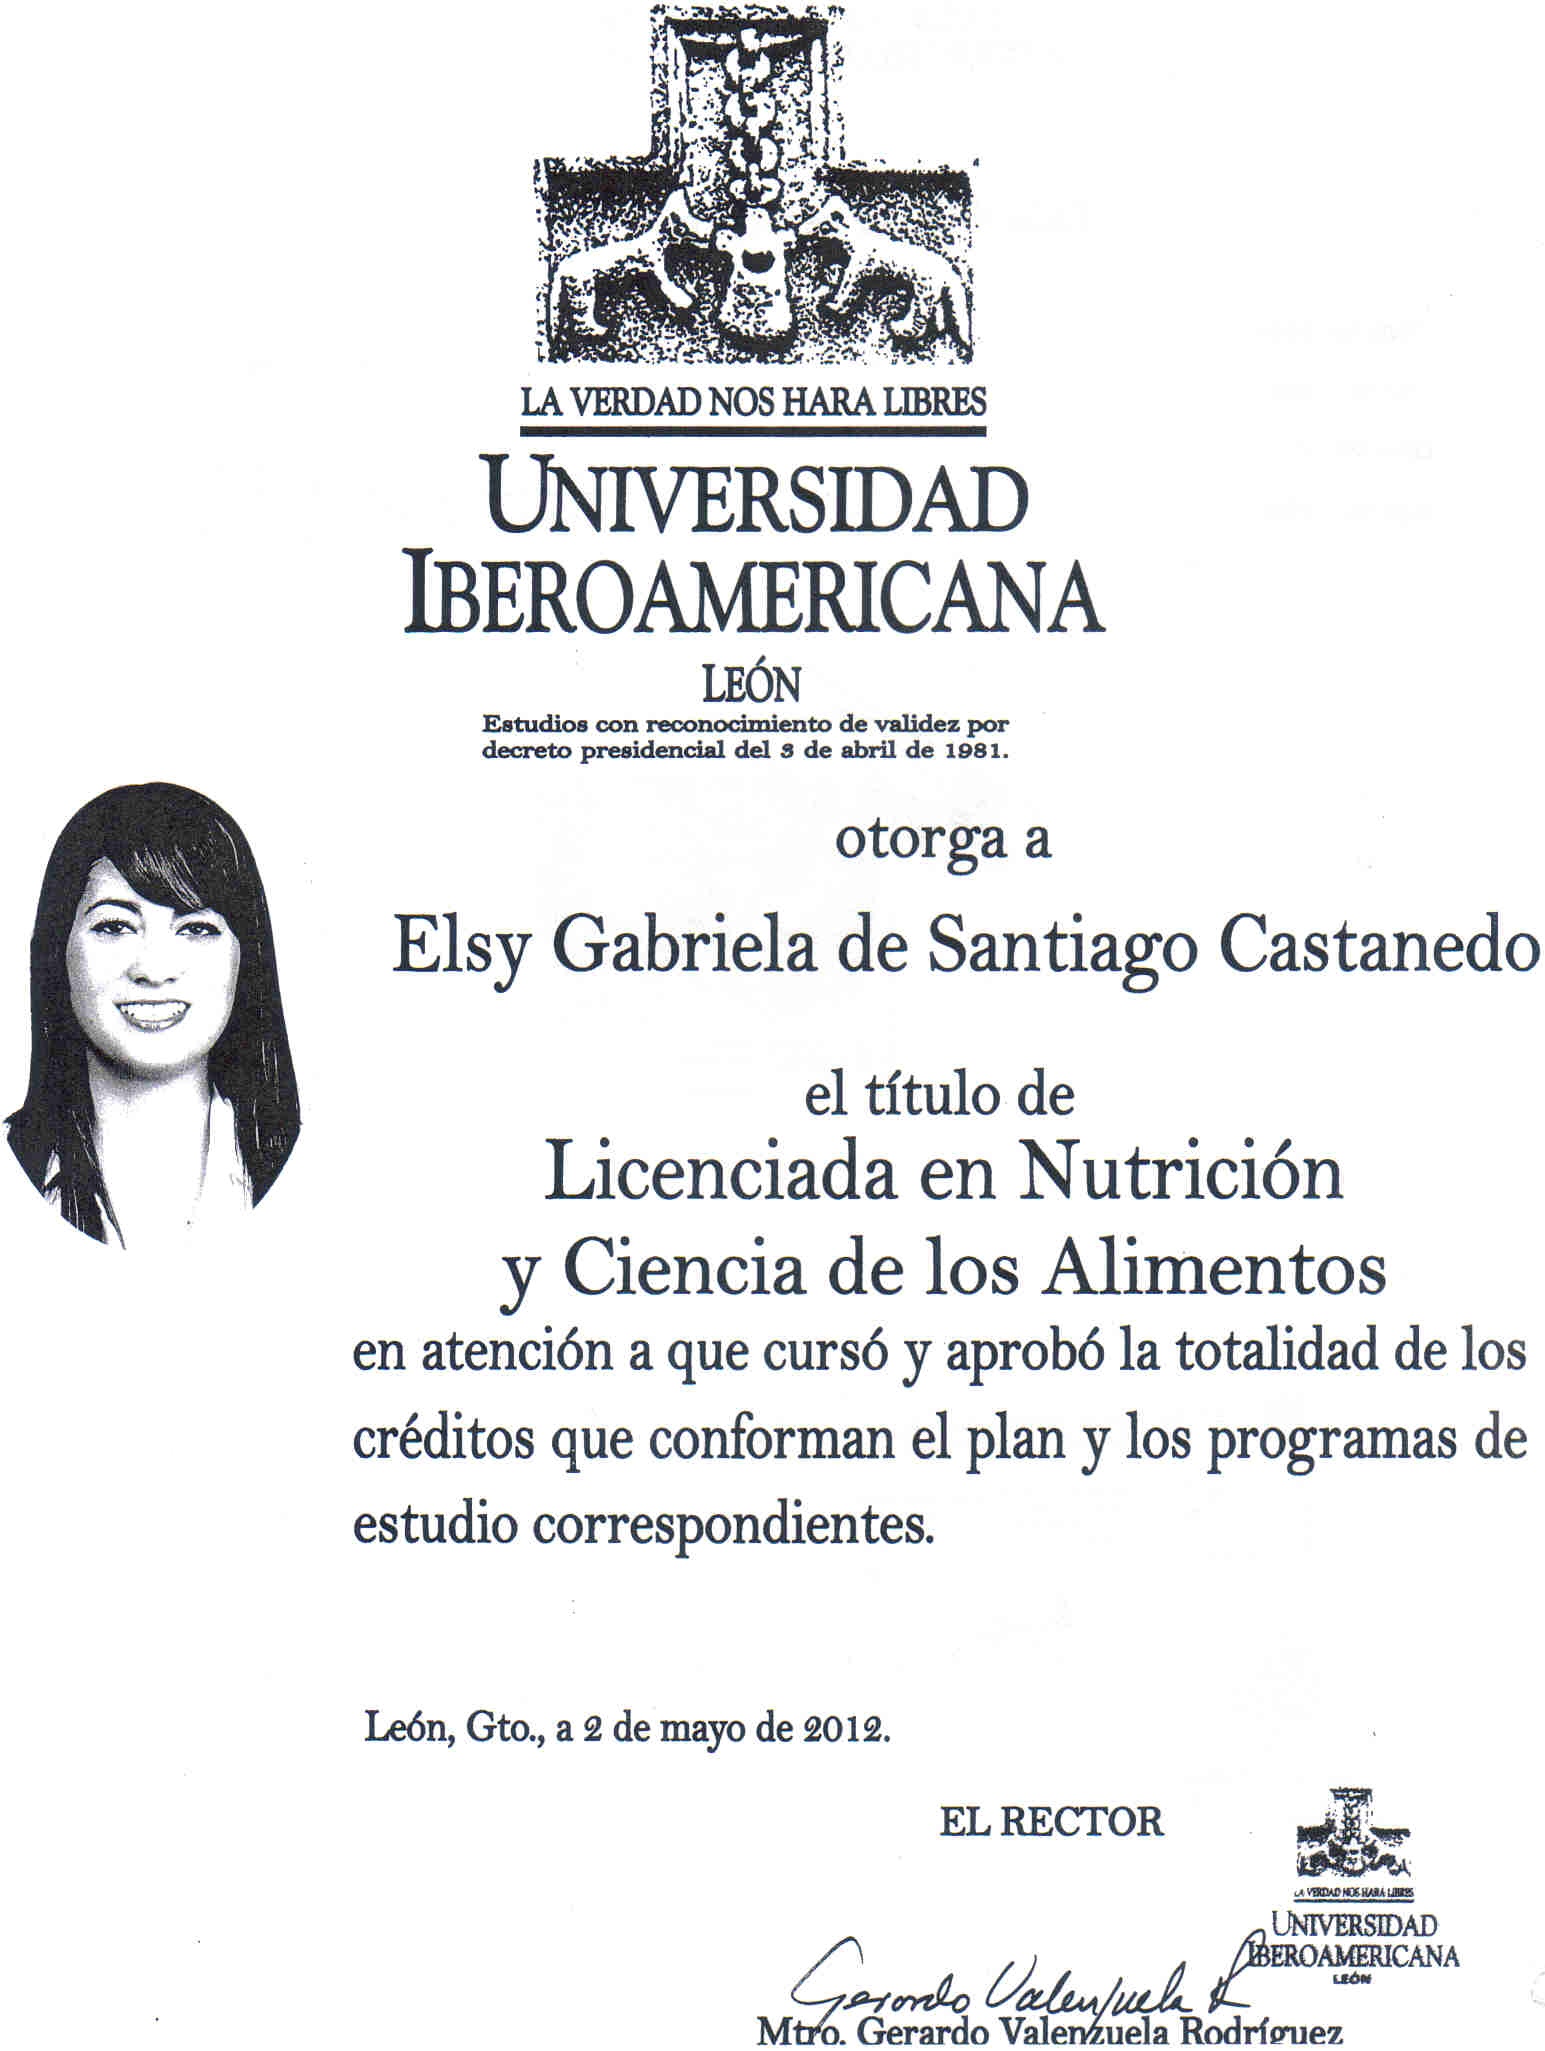 LA VERDAD NOS HARA LIBRES
UNIVERSIDAD
IBEROAMERICANA
LEÓN
Estudios con reconocimiento de validez por
decreto presidencial del 3 de abril de 1981.
otorga a
Elsy Gabriela de Santiago Castanedo
el título de
Licenciada en Nutrición
y Ciencia de los Alimentos
en atención a que cursó y aprobó la totalidad de los
créditos que conforman el plan y los programas de
estudio correspondientes.
León, Gto., a 2 de mayo de 2012.
EL RECTOR
LA VERDAD NOS HARA LIBRES
UNIVERSIDAD
IBEROAMERICANA
LEÓN
Gerardo Valenzuela R
Mtro. Gerardo Valenzuela Rodríguez